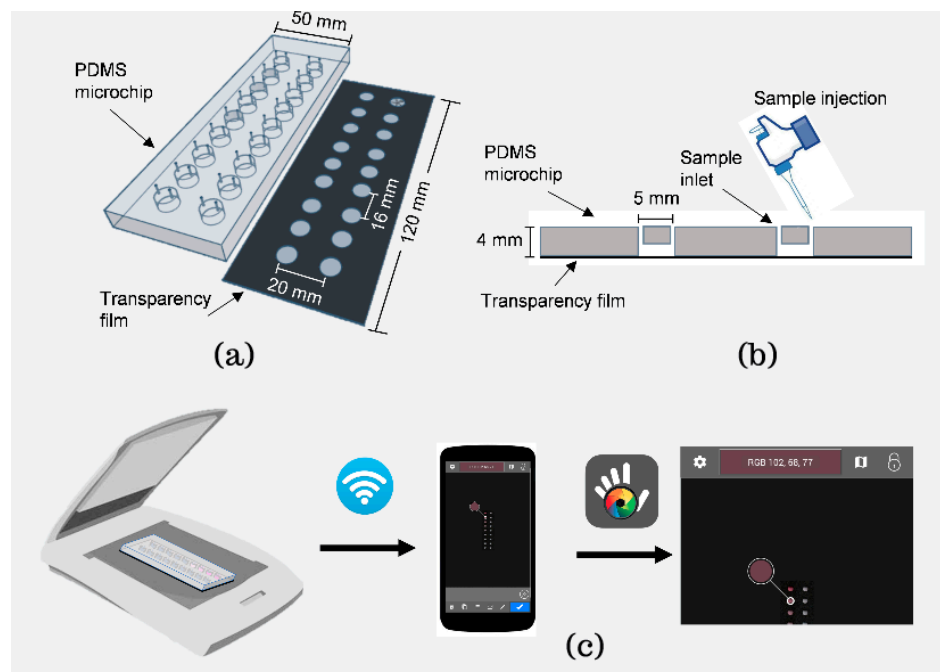 50 mm
PDMS
microchip
16 mm
120 mm
20 mm
Transparency
film
(a)
Sample injection
PDMS
microchip
Sample
inlet
5 mm
4 mm
Transparency film
(b)
RGB 102, 68, 77
(c)